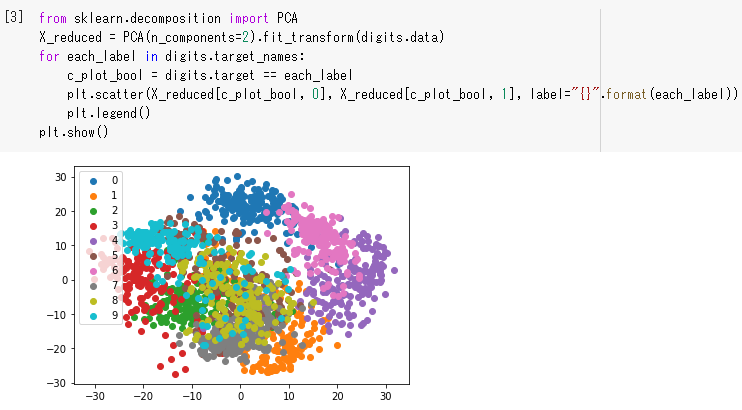 [3] from sklearn.decomposition import PCA
X_reduced = PCA(n_components=2).fit_transform(digits.data)
for each_label in digits.target_names:
    c_plot_bool = digits.target == each_label
    plt.scatter(X_reduced[c_plot_bool, 0], X_reduced[c_plot_bool, 1], label="{}".format(each_label))
    plt.legend()
plt.show()
30
20
10
0
−10
−20
−30
0
1
2
3
4
5
6
7
8
9
−30 −20 −10 0 10 20 30